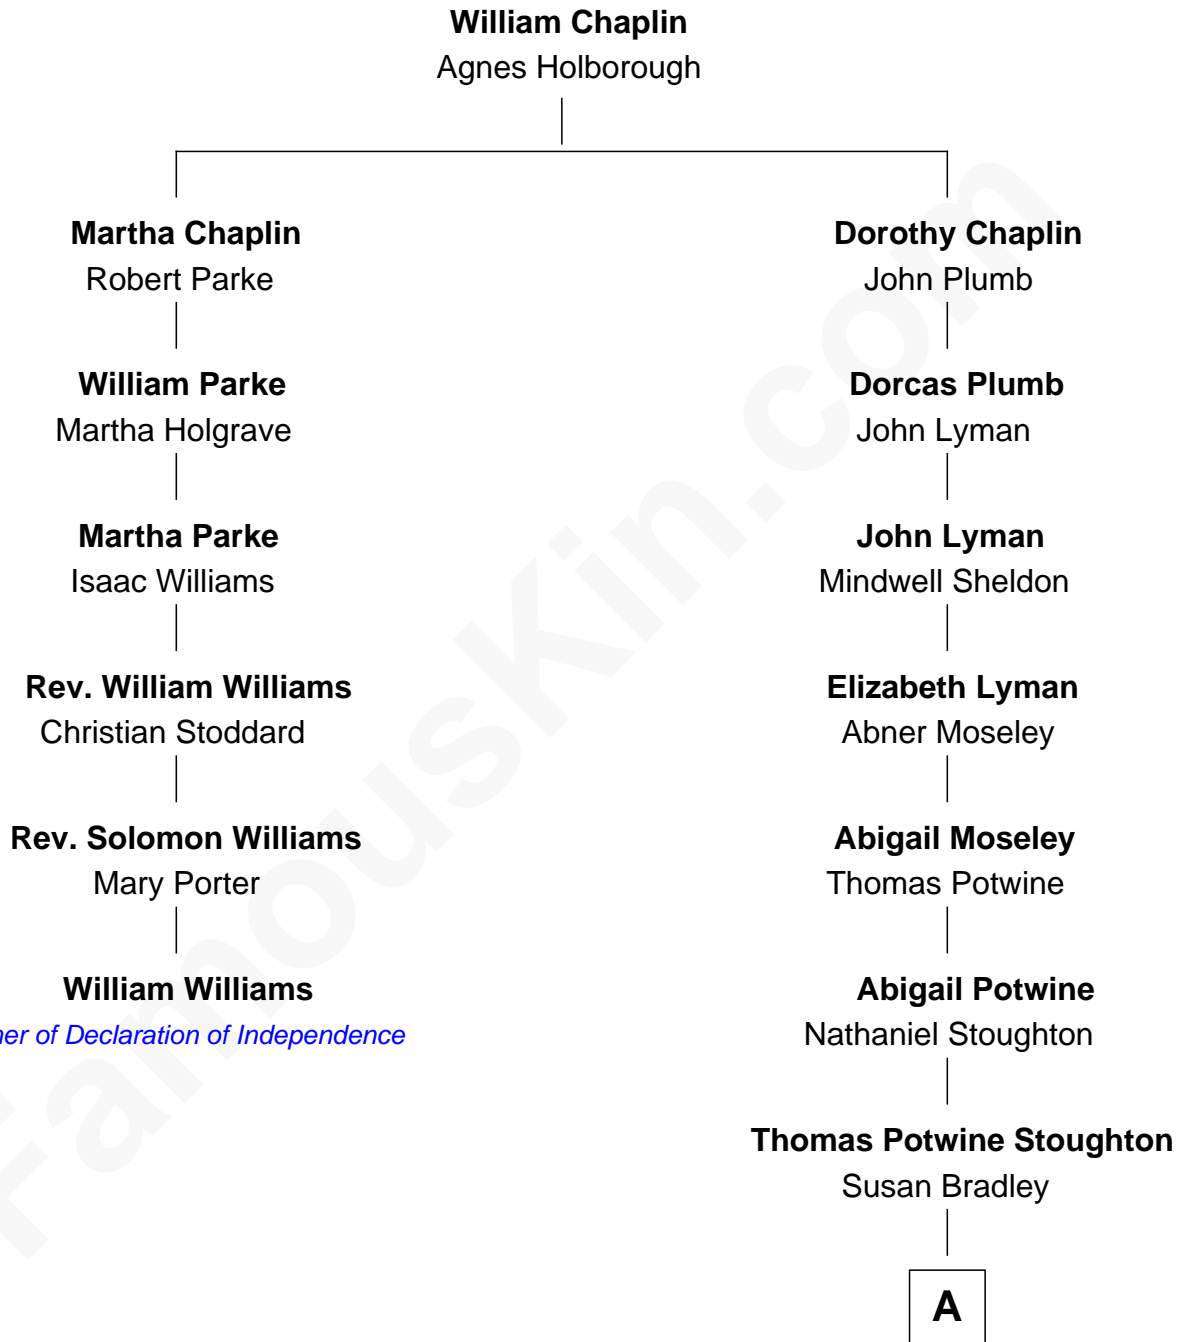 William Chaplin
Agnes Holborough
Martha Chaplin
Robert Parke
Dorothy Chaplin
John Plumb
William Parke
Martha Holgrave
Dorcas Plumb
John Lyman
Martha Parke
Isaac Williams
John Lyman
Mindwell Sheldon
Rev. William Williams
Christian Stoddard
Elizabeth Lyman
Abner Moseley
Rev. Solomon Williams
Mary Porter
Abigail Moseley
Thomas Potwine
William Williams
of Declaration of Independence
Abigail Potwine
Nathaniel Stoughton
Thomas Potwine Stoughton
Susan Bradley
A
FamousKin.com